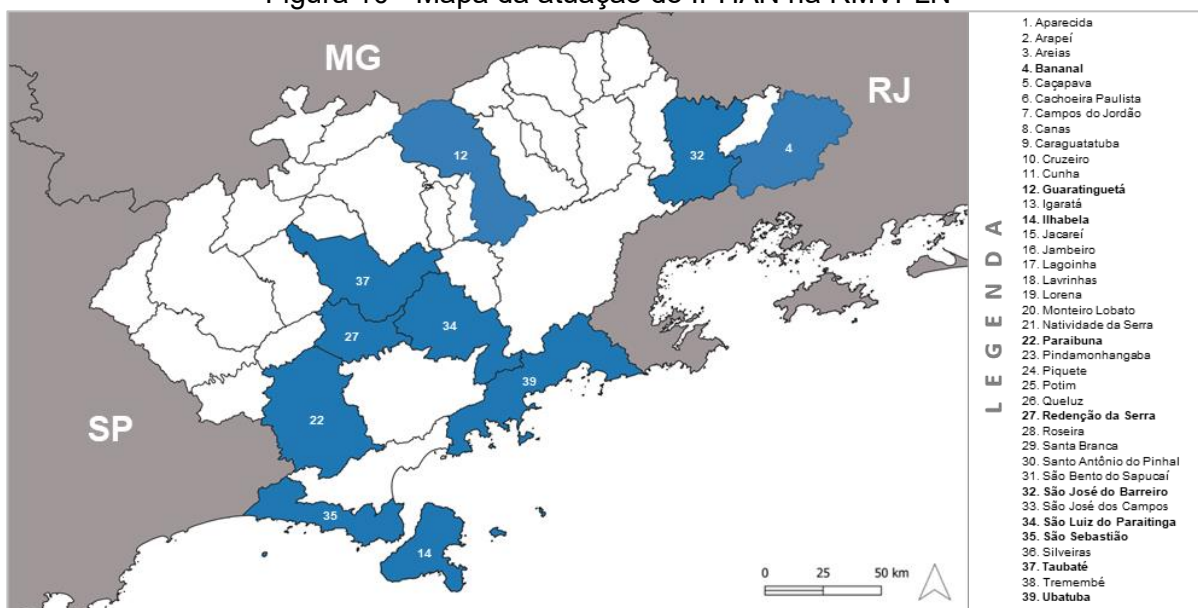 Figura 10 - Mapa da atuação do IPHAN na RMVPLN
MG
RJ
SP
12
32
4
37
34
27
39
22
35
14
0 25 50 km
LEGENDA
1. Aparecida
2. Arapeí
3. Areias
4. Bananal
5. Caçapava
6. Cachoeira Paulista
7. Campos do Jordão
8. Canas
9. Caraguatatuba
10. Cruzeiro
11. Cunha
12. Guaratinguetá
13. Igaratá
14. Ilhabela
15. Jacareí
16. Jambeiro
17. Lagoinha
18. Lavrinhas
19. Lorena
20. Monteiro Lobato
21. Natividade da Serra
22. Paraibuna
23. Pindamonhangaba
24. Piquete
25. Potim
26. Queluz
27. Redenção da Serra
28. Roseira
29. Santa Branca
30. Santo Antônio do Pinhal
31. São Bento do Sapucaí
32. São José do Barreiro
33. São José dos Campos
34. São Luiz do Paraitinga
35. São Sebastião
36. Silveiras
37. Taubaté
38. Tremembé
39. Ubatuba